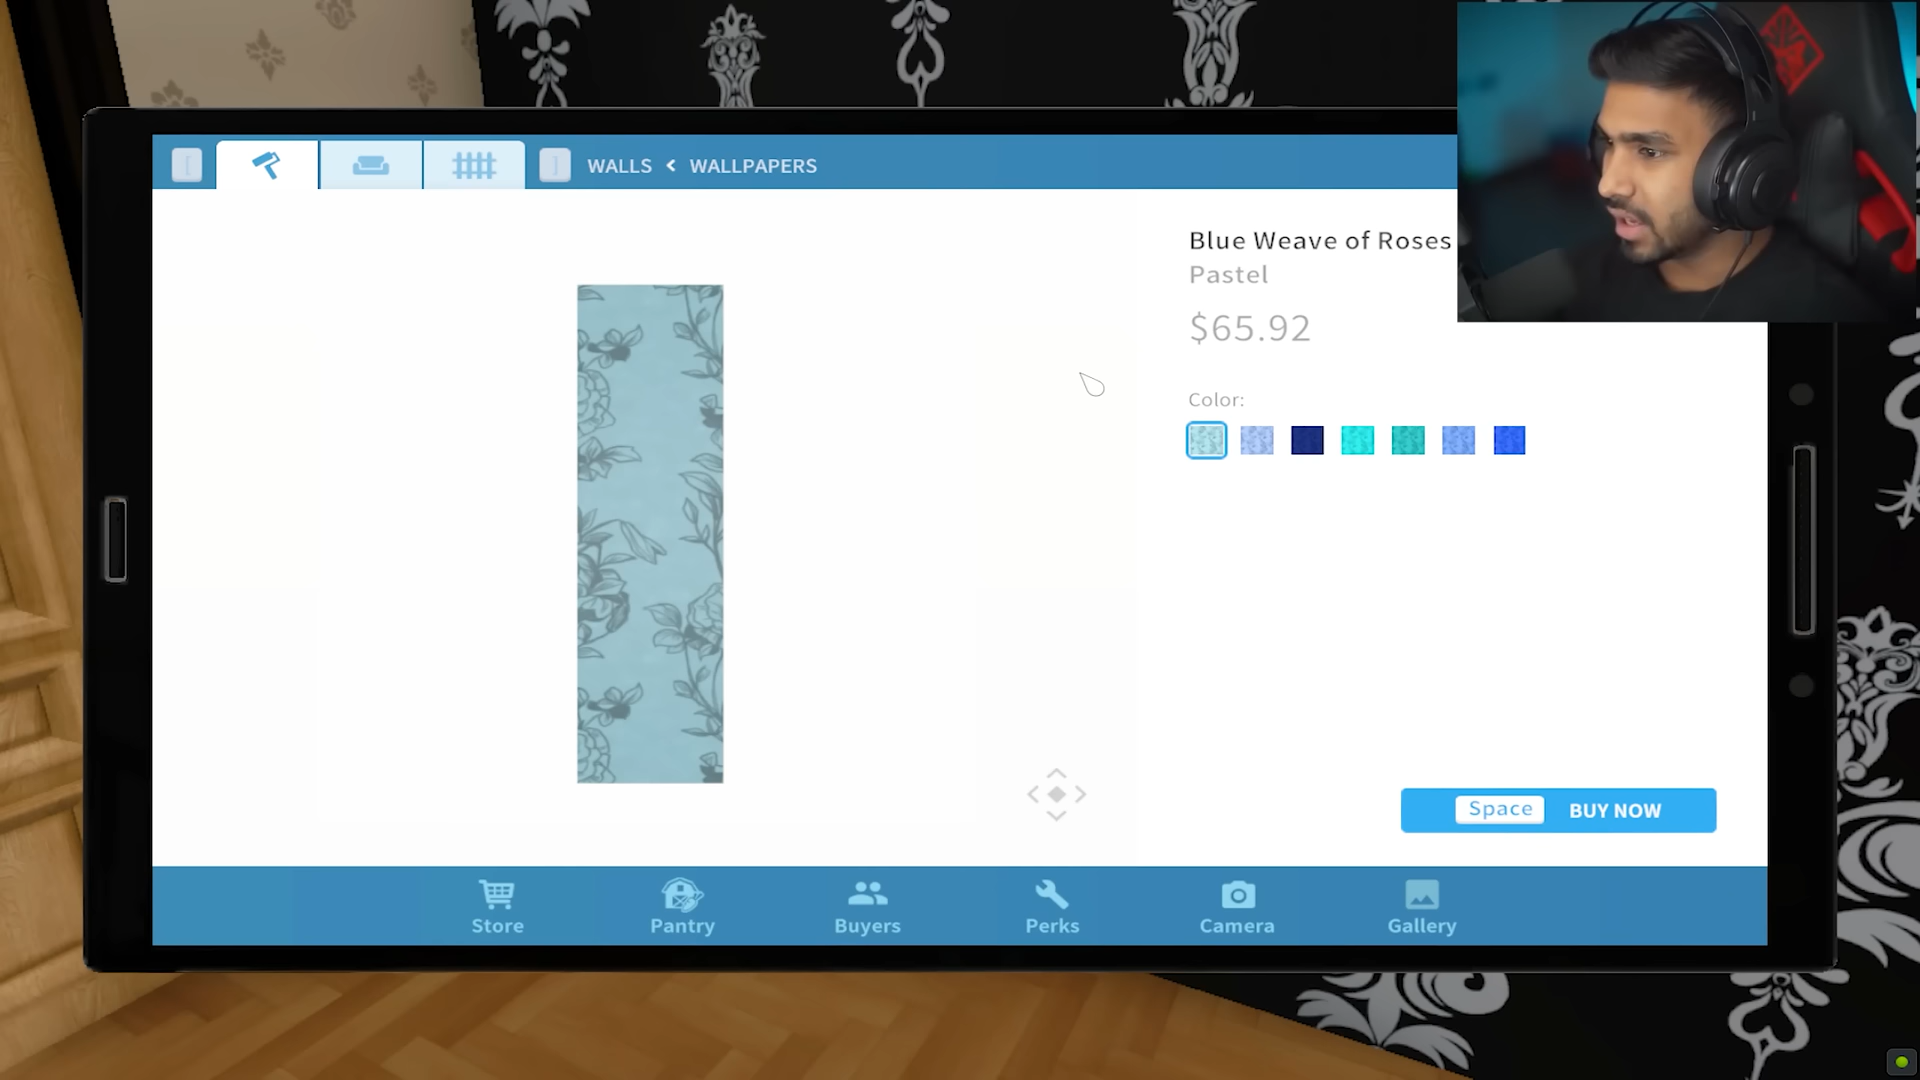 [
]
WALLS < WALLPAPERS
Blue Weave of Roses
Pastel
$65.92
Color:
Space BUY NOW
Store
Pantry
Buyers
Perks
Camera
Gallery